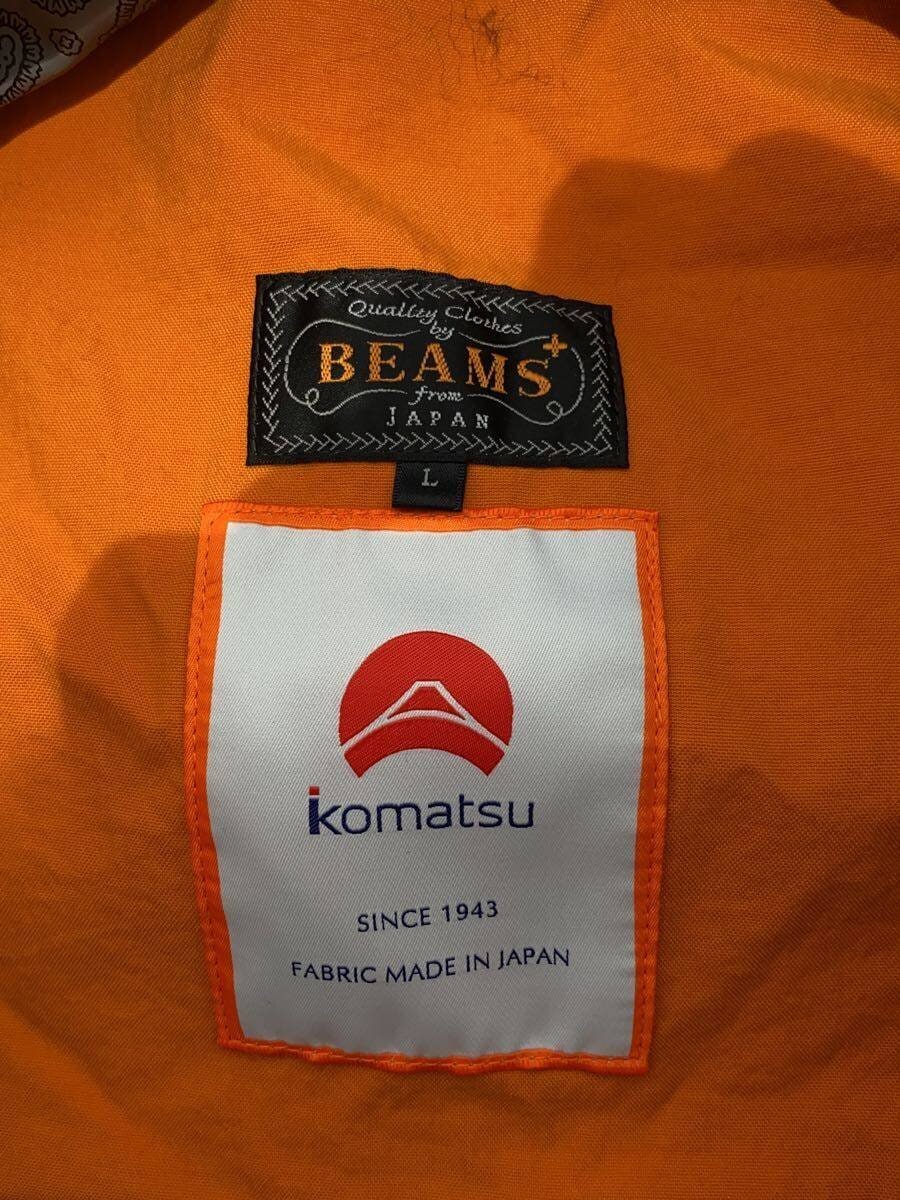 Quality Clothes
by
BEAMS+
from
JAPAN
L
komatsu
SINCE 1943
FABRIC MADE IN JAPAN